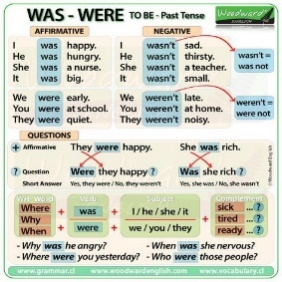 WAS - WERE TO BE - Past Tense
Woodward
ENGLISH
AFFIRMATIVE
I was happy.
He was hungry.
She was a nurse.
It was big.
We were early.
You were at school.
They were quiet.
NEGATIVE
I wasn't sad.
He wasn't thirsty.
She wasn't a teacher.
It wasn't small.
We weren't late.
You weren't at home.
They weren't noisy.
wasn't =
was not
weren't =
were not
QUESTIONS
+ Affirmative They were happy. She was rich.
? Question Were they happy? Was she rich?
Short Answer Yes, they were / No, they weren't Yes, she was / No, she wasn't
Wh- Word Verb Subject Complement
Where
Why
When
+
was
were
+
I / he / she / it
we / you / they
+
sick ...?
tired ...?
ready ...?
- Why was he angry? - When was she nervous?
- Where were you yesterday? - Who were those people?
www.grammar.cl www.woodwardenglish.com www.vocabulary.cl
© Woodward English